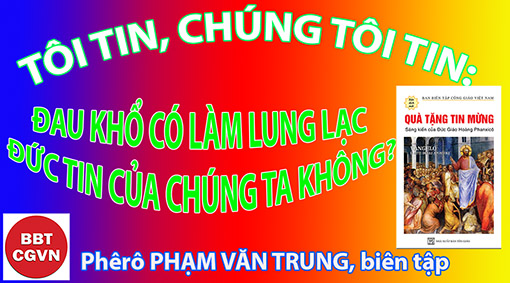 TÔI TIN, CHÚNG TÔI TIN:
ĐAU KHỔ CÓ LÀM LUNG LẠC
ĐỨC TIN CỦA CHÚNG TA KHÔNG?
BAN BIÊN TẬP CÔNG GIÁO VIỆT NAM
QUÀ TẶNG TIN MỪNG
Sáng kiến của Đức Giáo Hoàng Phanxicô
BBT
CGVN
Phêrô PHẠM VĂN TRUNG, biên tập